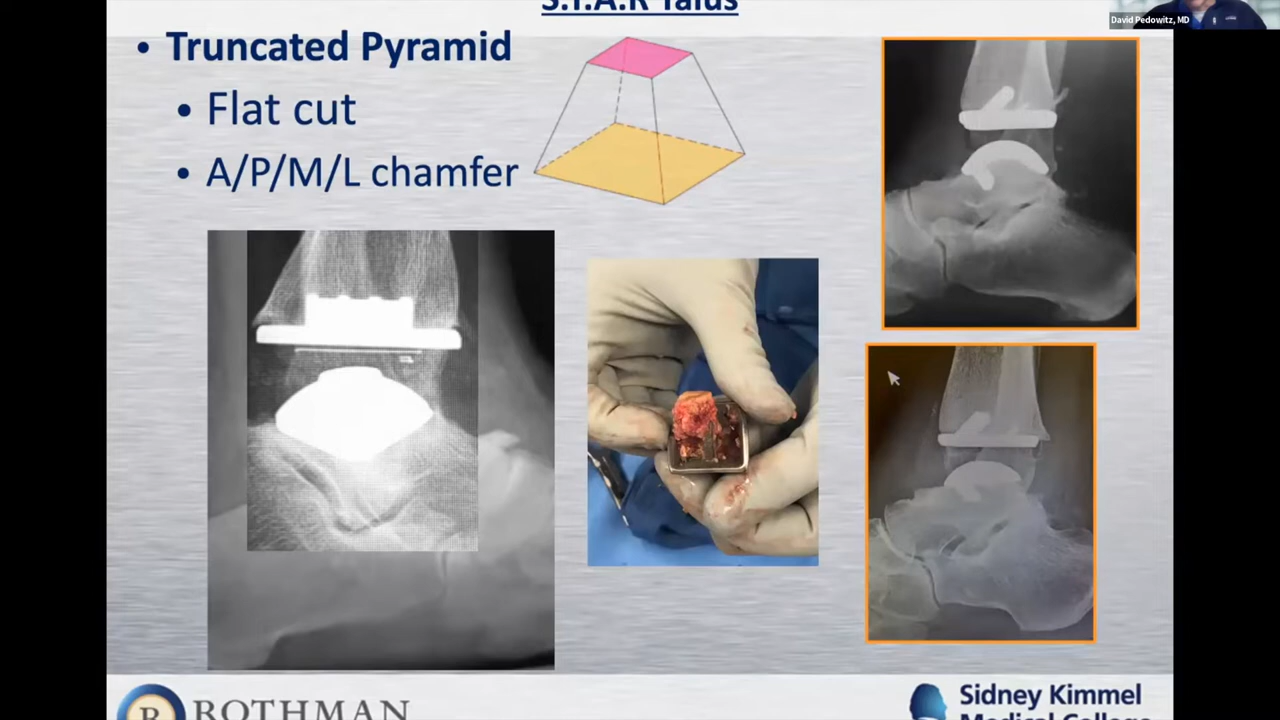 S.T.A.R Talus
David Pedowitz, MD
• Truncated Pyramid
• Flat cut
• A/P/M/L chamfer
R ROTHMAN
Sidney Kimmel
Medical College